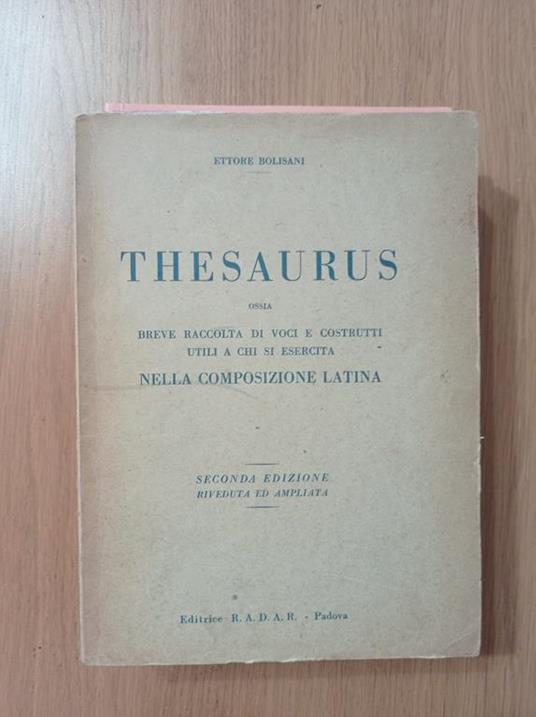 ETTORE BOLISANI
THESAURUS
OSSIA
BREVE RACCOLTA DI VOCI E COSTRUTTI
UTILI A CHI SI ESERCITA
NELLA COMPOSIZIONE LATINA
SECONDA EDIZIONE
RIVEDUTA ED AMPLIATA
Editrice R. A. D. A. R. - Padova